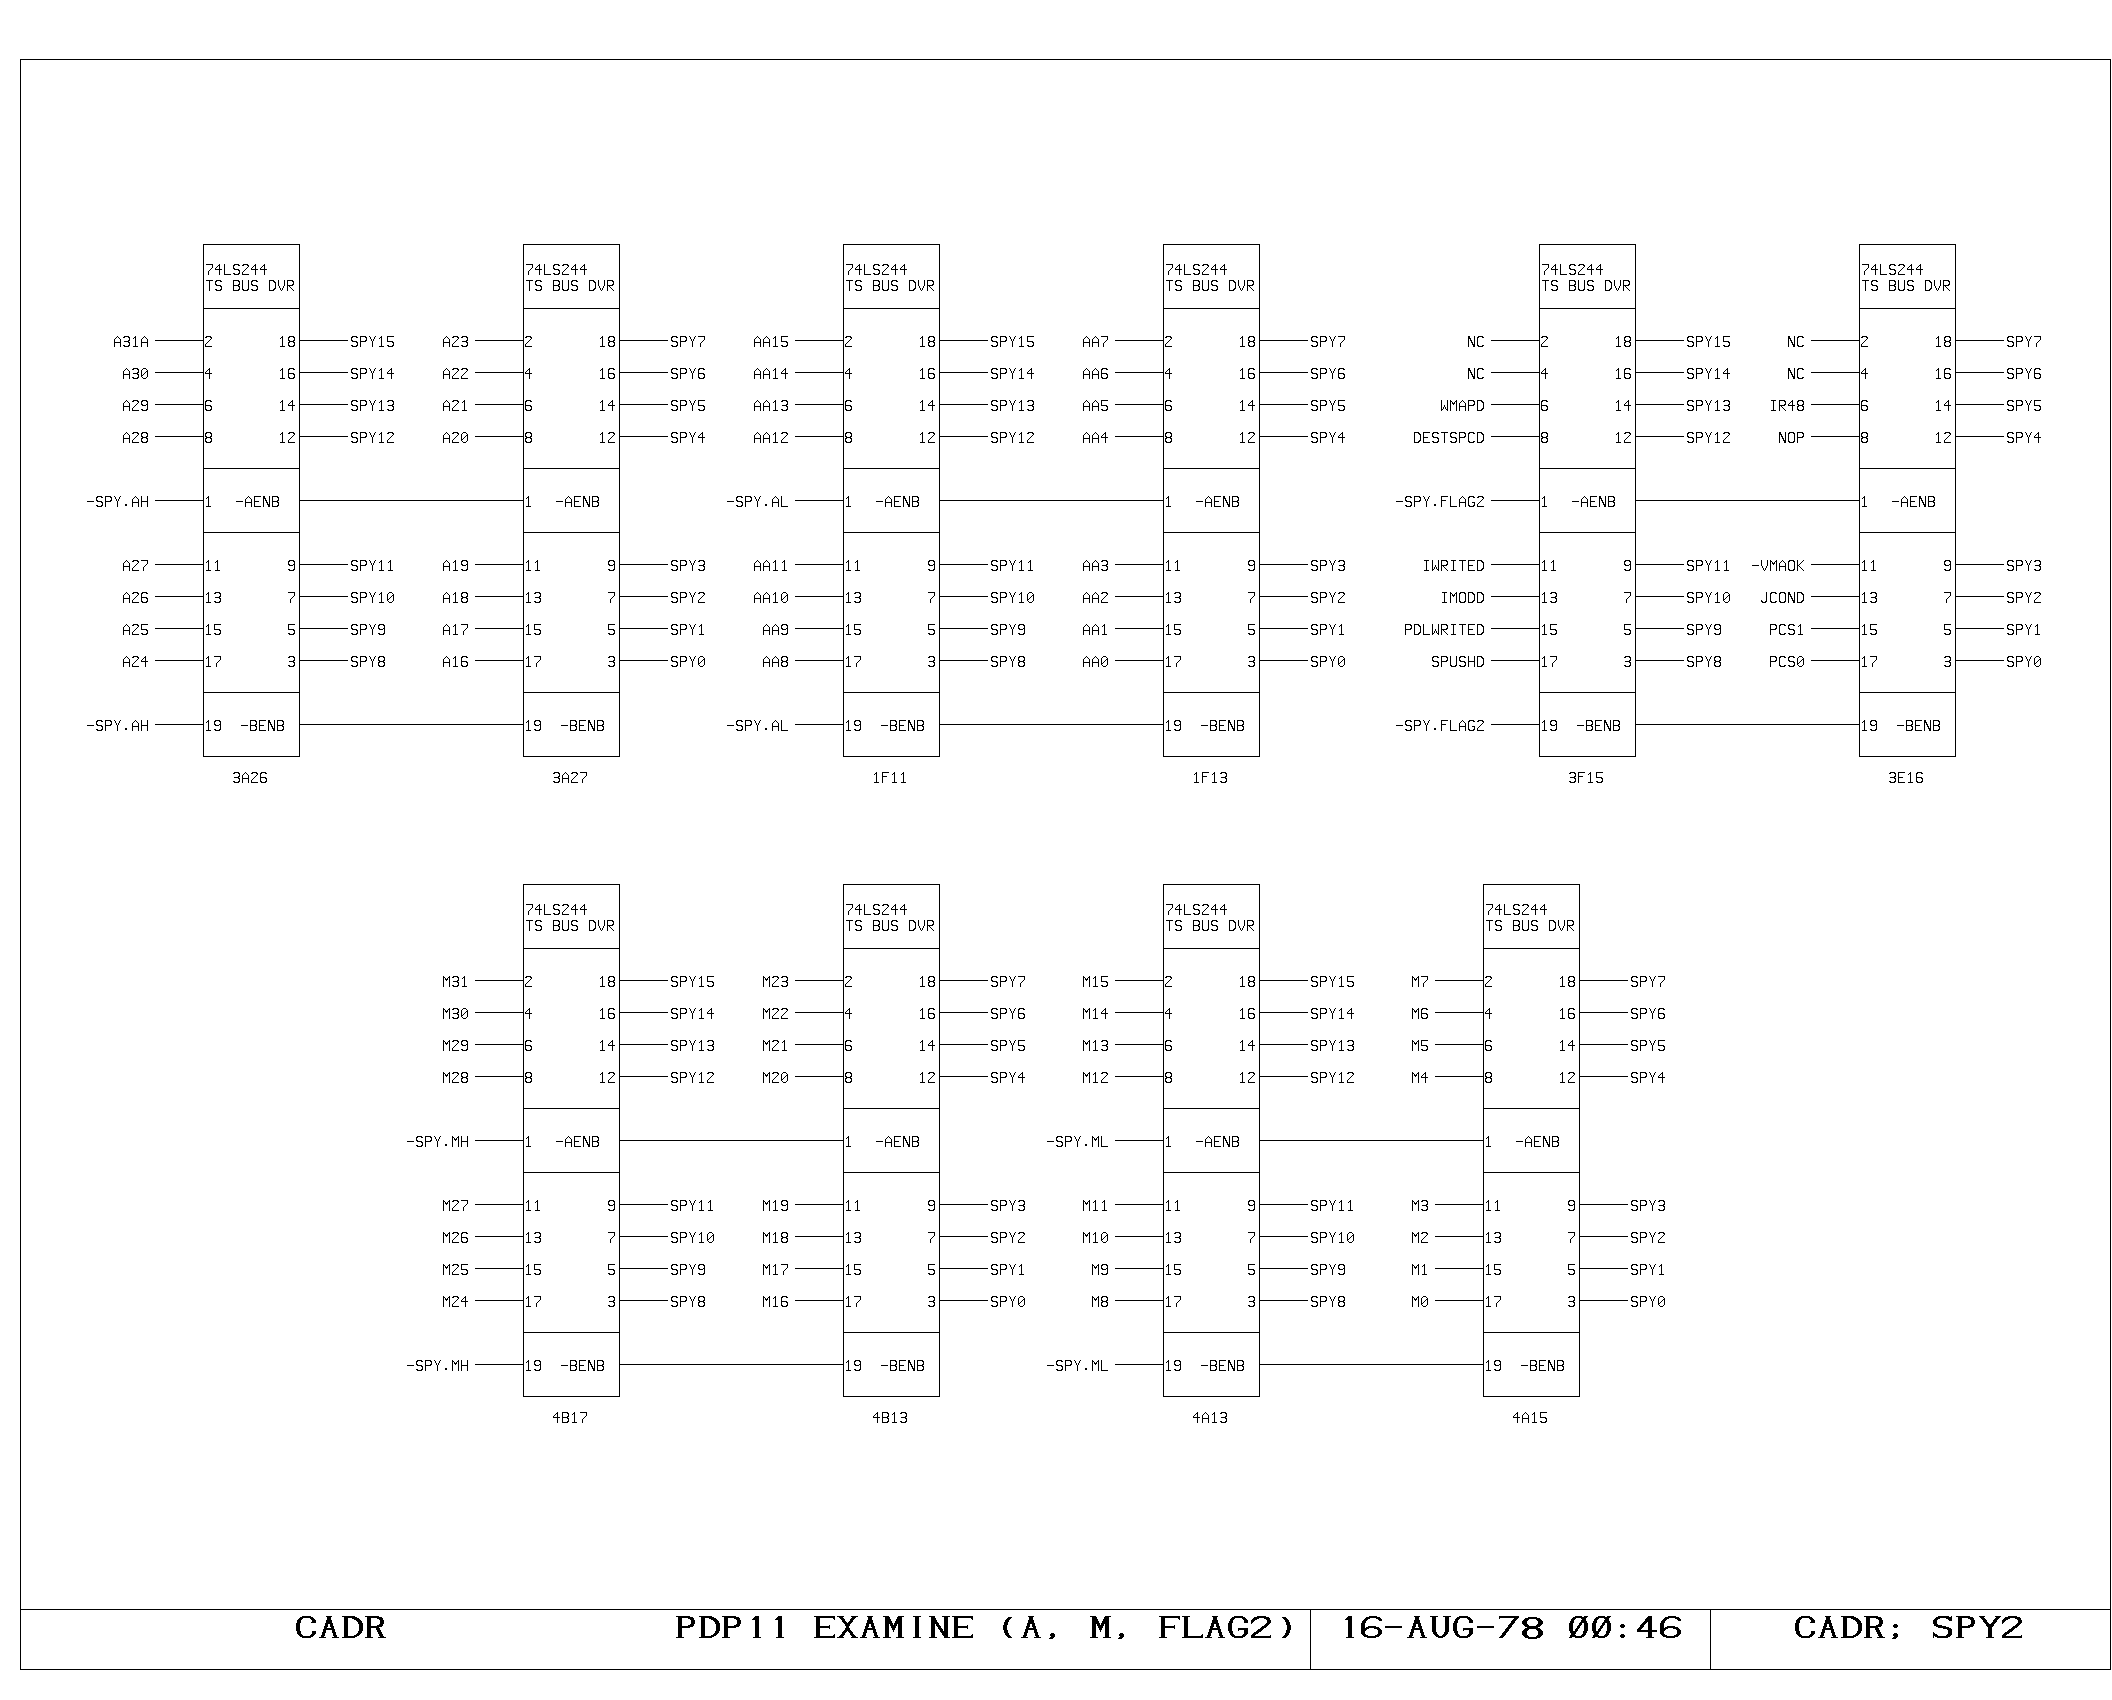 74LS244 74LS244 74LS244 74LS244 74LS244 74LS244
TS BUS DVR TS BUS DVR TS BUS DVR TS BUS DVR TS BUS DVR TS BUS DVR
A31A 2 18 SPY15 A23 2 18 SPY7 AA15 2 18 SPY15 AA7 2 18 SPY7 NC 2 18 SPY15 NC 2 18 SPY7
A30 4 16 SPY14 A22 4 16 SPY6 AA14 4 16 SPY14 AA6 4 16 SPY6 NC 4 16 SPY14 NC 4 16 SPY6
A29 6 14 SPY13 A21 6 14 SPY5 AA13 6 14 SPY13 AA5 6 14 SPY5 WMAPD 6 14 SPY13 IR48 6 14 SPY5
A28 8 12 SPY12 A20 8 12 SPY4 AA12 8 12 SPY12 AA4 8 12 SPY4 DESTSPCD 8 12 SPY12 NOP 8 12 SPY4
-SPY.AH 1 -AENB 1 -AENB -SPY.AL 1 -AENB 1 -AENB -SPY.FLAG2 1 -AENB 1 -AENB
A27 11 9 SPY11 A19 11 9 SPY3 AA11 11 9 SPY11 AA3 11 9 SPY3 IWRITED 11 9 SPY11 -VMAOK 11 9 SPY3
A26 13 7 SPY10 A18 13 7 SPY2 AA10 13 7 SPY10 AA2 13 7 SPY2 IMODD 13 7 SPY10 JCOND 13 7 SPY2
A25 15 5 SPY9 A17 15 5 SPY1 AA9 15 5 SPY9 AA1 15 5 SPY1 PDLWRITED 15 5 SPY9 PCS1 15 5 SPY1
A24 17 3 SPY8 A16 17 3 SPY0 AA8 17 3 SPY8 AA0 17 3 SPY0 SPUSHD 17 3 SPY8 PCS0 17 3 SPY0
-SPY.AH 19 -BENB 19 -BENB -SPY.AL 19 -BENB 19 -BENB -SPY.FLAG2 19 -BENB 19 -BENB
3A26 3A27 1F11 1F13 3F15 3E16
74LS244 74LS244 74LS244 74LS244
TS BUS DVR TS BUS DVR TS BUS DVR TS BUS DVR
M31 2 18 SPY15 M23 2 18 SPY7 M15 2 18 SPY15 M7 2 18 SPY7
M30 4 16 SPY14 M22 4 16 SPY6 M14 4 16 SPY14 M6 4 16 SPY6
M29 6 14 SPY13 M21 6 14 SPY5 M13 6 14 SPY13 M5 6 14 SPY5
M28 8 12 SPY12 M20 8 12 SPY4 M12 8 12 SPY12 M4 8 12 SPY4
-SPY.MH 1 -AENB 1 -AENB -SPY.ML 1 -AENB 1 -AENB
M27 11 9 SPY11 M19 11 9 SPY3 M11 11 9 SPY11 M3 11 9 SPY3
M26 13 7 SPY10 M18 13 7 SPY2 M10 13 7 SPY10 M2 13 7 SPY2
M25 15 5 SPY9 M17 15 5 SPY1 M9 15 5 SPY9 M1 15 5 SPY1
M24 17 3 SPY8 M16 17 3 SPY0 M8 17 3 SPY8 M0 17 3 SPY0
-SPY.MH 19 -BENB 19 -BENB -SPY.ML 19 -BENB 19 -BENB
4B17 4B13 4A13 4A15
CADR PDP11 EXAMINE (A, M, FLAG2) 16-AUG-78 00:46 CADR; SPY2